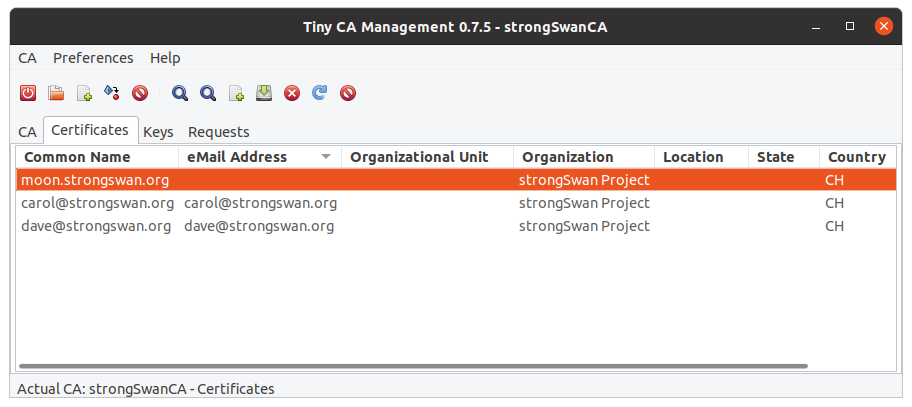 Tiny CA Management 0.7.5 - strongSwanCA
CA Preferences Help
CA Certificates Keys Requests
Common Name eMail Address Organizational Unit Organization Location State Country
moon.strongswan.org strongSwan Project CH
carol@strongswan.org carol@strongswan.org strongSwan Project CH
dave@strongswan.org dave@strongswan.org strongSwan Project CH
Actual CA: strongSwanCA - Certificates